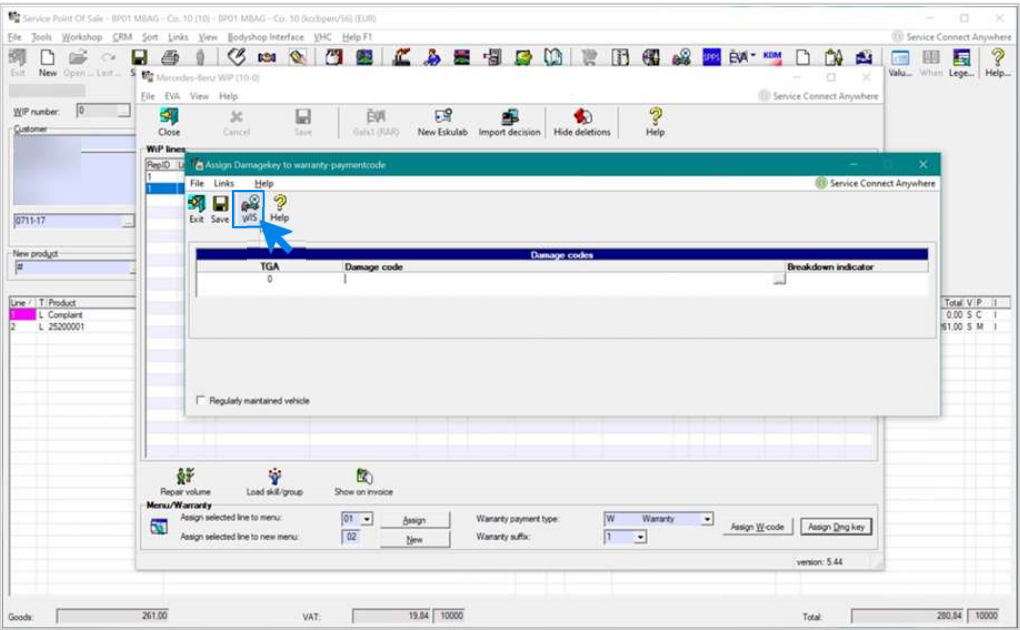 Service Point Of Sale - BP01 MBAG - Co. 10 (10) - BP01 MBAG - Co. 10 (kccbpen/56) (EUR)
File Tools Workshop CRM Sort Links View Bodyshop Interface VHC Help F1
Service Connect Anywhere
Exit New Open... Last... S
SPPS EVA KDM
Valu... When Lege... Help...
Mercedes-Benz WIP (10-0)
File EVA View Help
Service Connect Anywhere
WIP number: 0
Close Cancel Save Gals1 (RAR) New Eskulab Import decision Hide deletions Help
Customer
WIP lines
RepID
1
1
Assign Damagekey to warranty-paymentcode
File Links Help
Service Connect Anywhere
Exit Save WIS Help
0711-17
Damage codes
TGA Damage code Breakdown indicator
0
New product
#
Line / T Product
Total V P I
1 L Complaint
0.00 S C I
2 L 25200001
261,00 S M I
Regularly maintained vehicle
Repair volume Load skill/group Show on invoice
Menu/Warranty
Assign selected line to menu: 01 Assign
Warranty payment type: W Warranty
Assign W-code Assign Dmg key
Assign selected line to new menu: 02 New
Warranty suffix: 1
version: 5.44
Goods: 261,00 VAT: 19,84 10000 Total: 280,84 10000